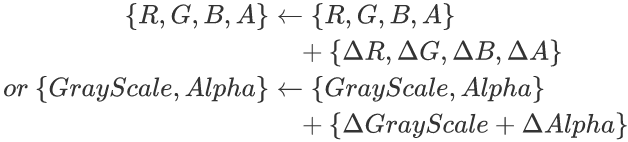 {R, G, B, A} ← {R, G, B, A}
+ {ΔR, ΔG, ΔB, ΔA}
or {GrayScale, Alpha} ← {GrayScale, Alpha}
+ {ΔGrayScale + ΔAlpha}